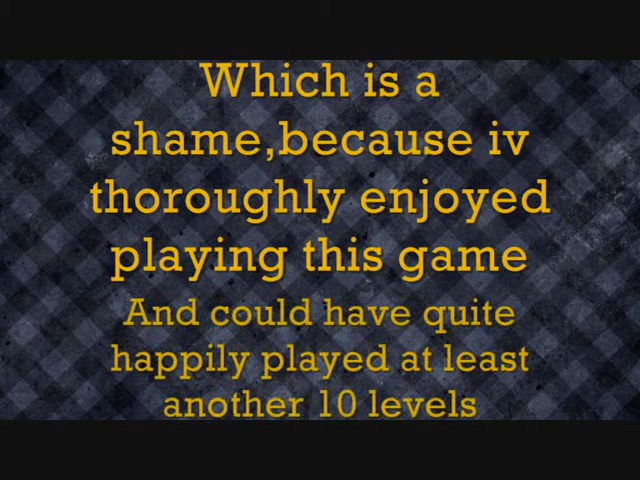 Which is a
shame,because iv
thoroughly enjoyed
playing this game
And could have quite
happily played at least
another 10 levels